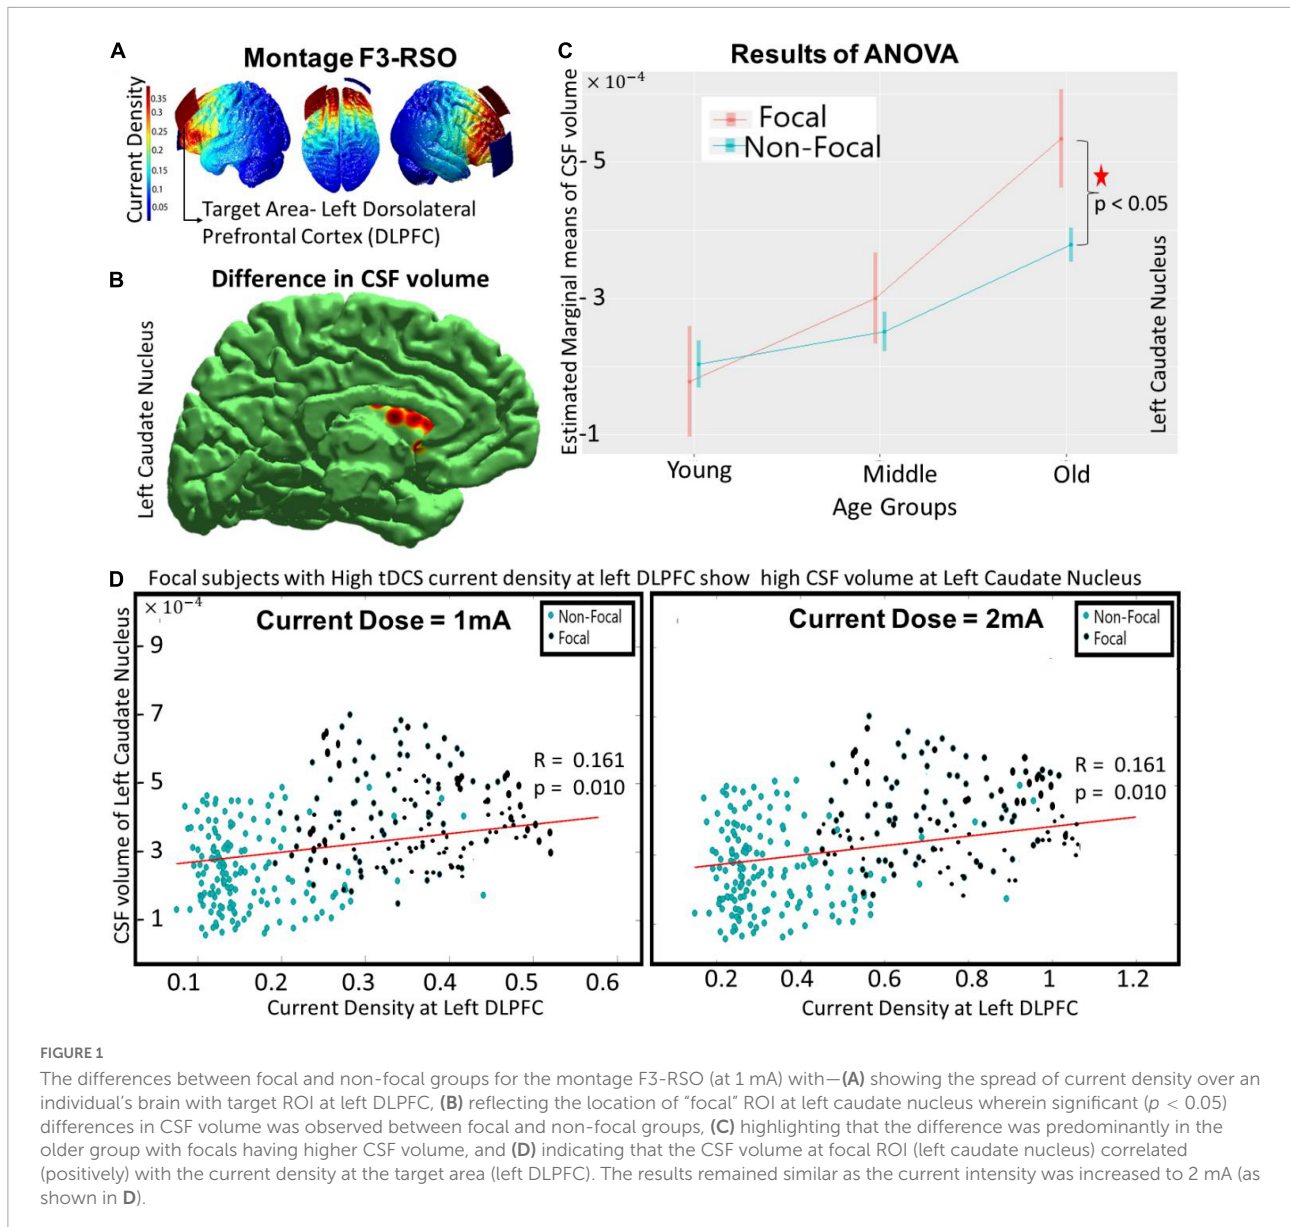 A
Montage F3-RSO
Current Density
0.35
0.3
0.25
0.2
0.15
0.1
0.05
Target Area- Left Dorsolateral
Prefrontal Cortex (DLPFC)
B
Difference in CSF volume
Left Caudate Nucleus
C
Results of ANOVA
× 10⁻⁴
Estimated Marginal means of CSF volume
5
3
1
Focal
Non-Focal
p < 0.05
Left Caudate Nucleus
Young
Middle
Old
Age Groups
D
Focal subjects with High tDCS current density at left DLPFC show high CSF volume at Left Caudate Nucleus
CSF volume of Left Caudate Nucleus
× 10⁻⁴
9
7
5
3
1
Current Dose = 1mA
Non-Focal
Focal
R = 0.161
p = 0.010
0.1 0.2 0.3 0.4 0.5 0.6
Current Density at Left DLPFC
Current Dose = 2mA
Non-Focal
Focal
R = 0.161
p = 0.010
0.2 0.4 0.6 0.8 1 1.2
Current Density at Left DLPFC
FIGURE 1
The differences between focal and non-focal groups for the montage F3-RSO (at 1 mA) with—(A) showing the spread of current density over an
individual's brain with target ROI at left DLPFC, (B) reflecting the location of "focal" ROI at left caudate nucleus wherein significant (p < 0.05)
differences in CSF volume was observed between focal and non-focal groups, (C) highlighting that the difference was predominantly in the
older group with focals having higher CSF volume, and (D) indicating that the CSF volume at focal ROI (left caudate nucleus) correlated
(positively) with the current density at the target area (left DLPFC). The results remained similar as the current intensity was increased to 2 mA (as
shown in D).